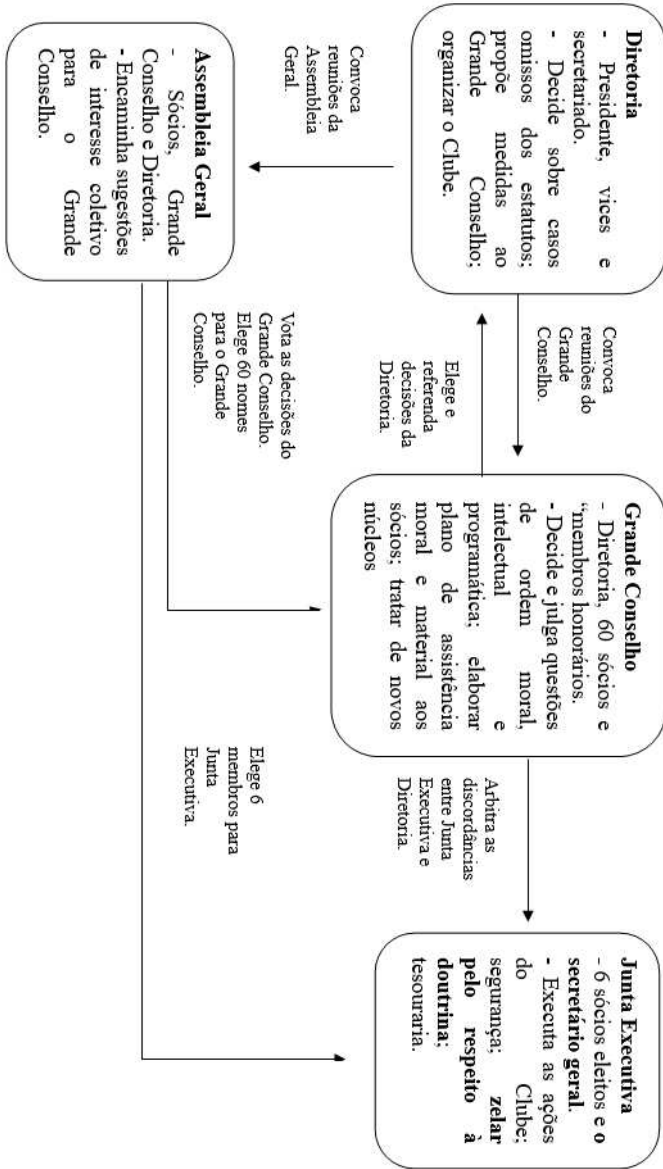 Diretoria
- Presidente, vices e
secretariado.
- Decide sobre casos
omissos dos estatutos;
propõe medidas ao
Grande Conselho;
organizar o Clube.
Convoca
reuniões do
Grande
Conselho.
Elege e
referenda
decisões da
Diretoria.
Grande Conselho
- Diretoria, 60 sócios e
“membros honorários.
- Decide e julga questões
de ordem moral,
intelectual e
programática; elaborar
plano de assistência
moral e material aos
sócios; tratar de novos
núcleos
Arbitra as
discordâncias
entre Junta
Executiva e
Diretoria.
Junta Executiva
- 6 sócios eleitos e o
secretário geral.
- Executa as ações
do Clube;
segurança; zelar
pelo respeito à
doutrina;
tesouraria.
Convoca
reuniões da
Assembleia
Geral.
Assembleia Geral
- Sócios, Grande
Conselho e Diretoria.
- Encaminha sugestões
de interesse coletivo
para o Grande
Conselho.
Vota as decisões do
Grande Conselho.
Elege 60 nomes
para o Grande
Conselho.
Elege 6
membros para
Junta
Executiva.